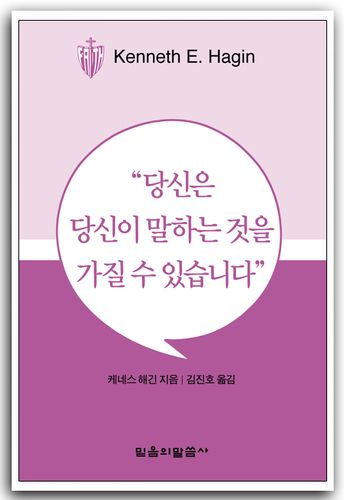 FAITH
Kenneth E. Hagin
“당신은
당신이 말하는 것을
가질 수 있습니다”
케네스 해긴 지음 | 김진호 옮김
믿음의말씀사